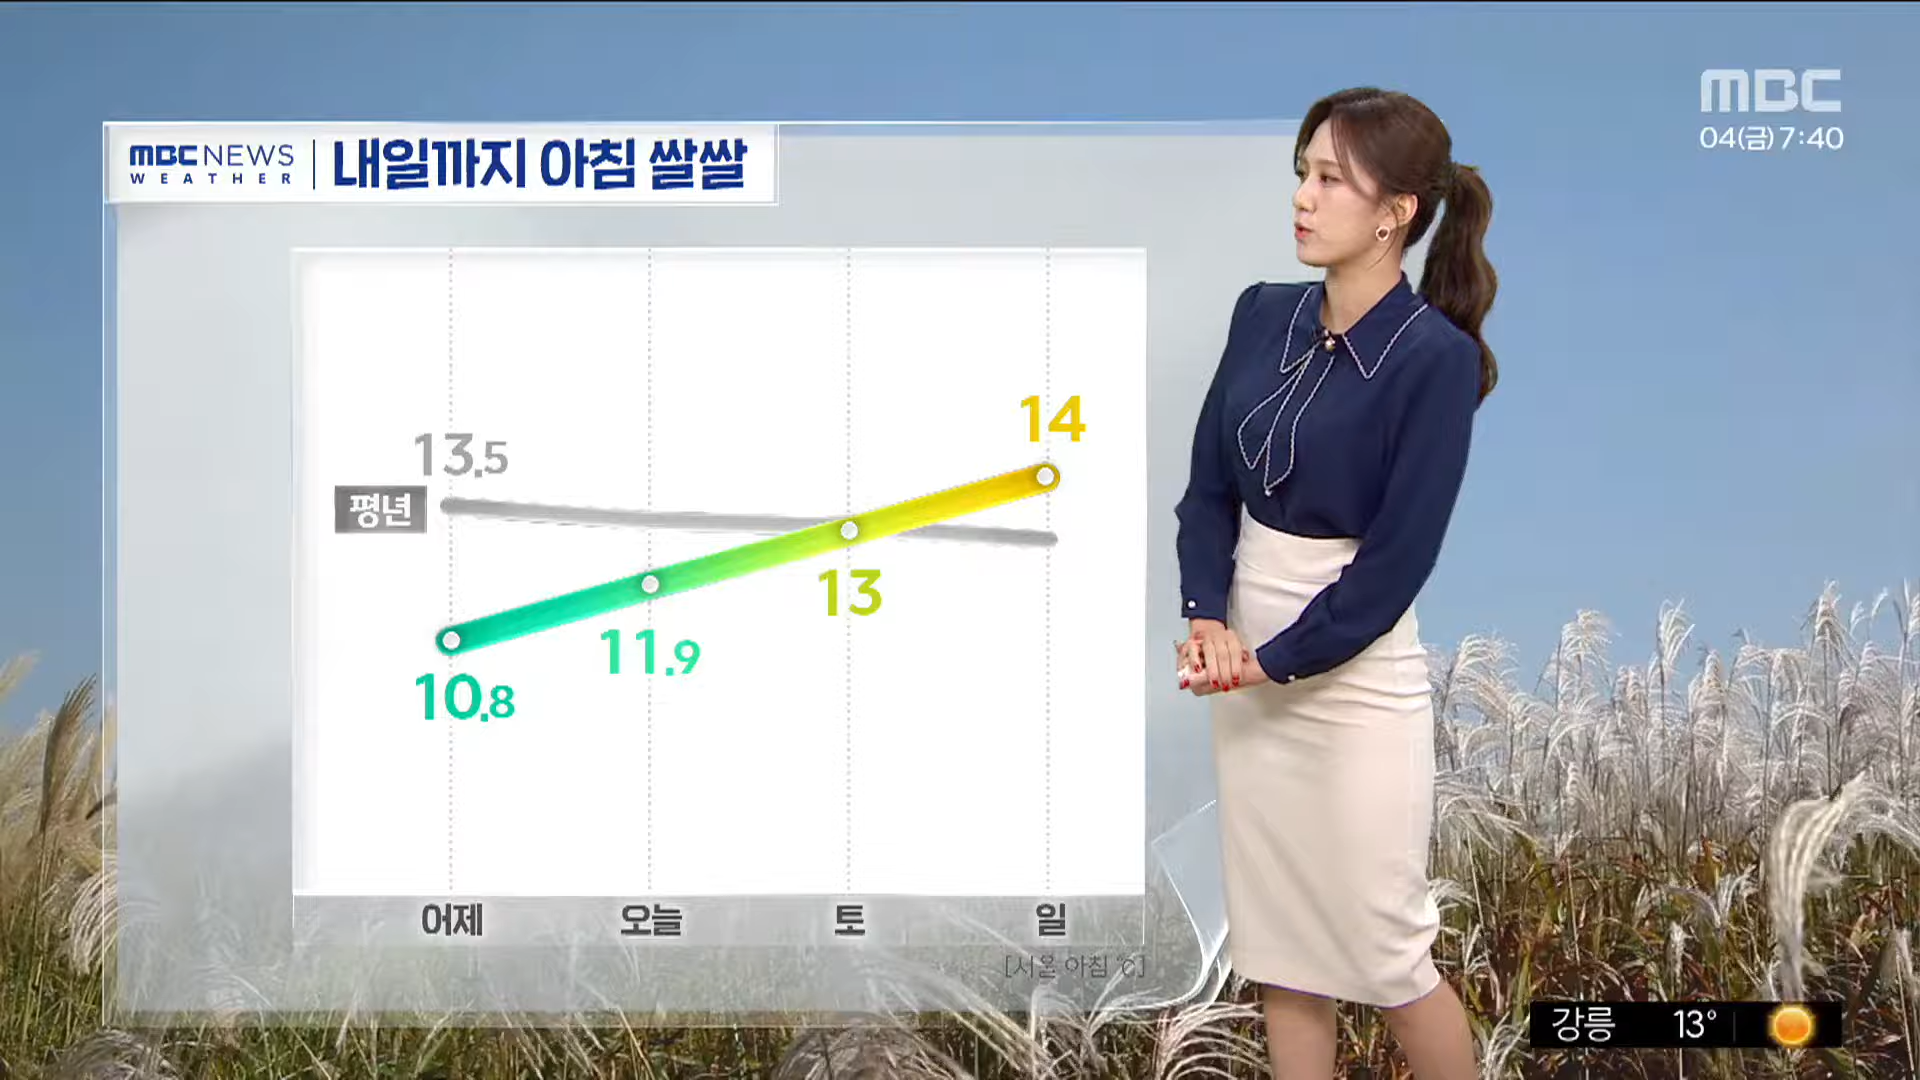 MBC
04(금) 7:40
MBC NEWS
WEATHER
내일까지 아침 쌀쌀
14
13.5
평년
13
11.9
10.8
어제 오늘 토 일
[서울 아침 ℃]
강릉 13°